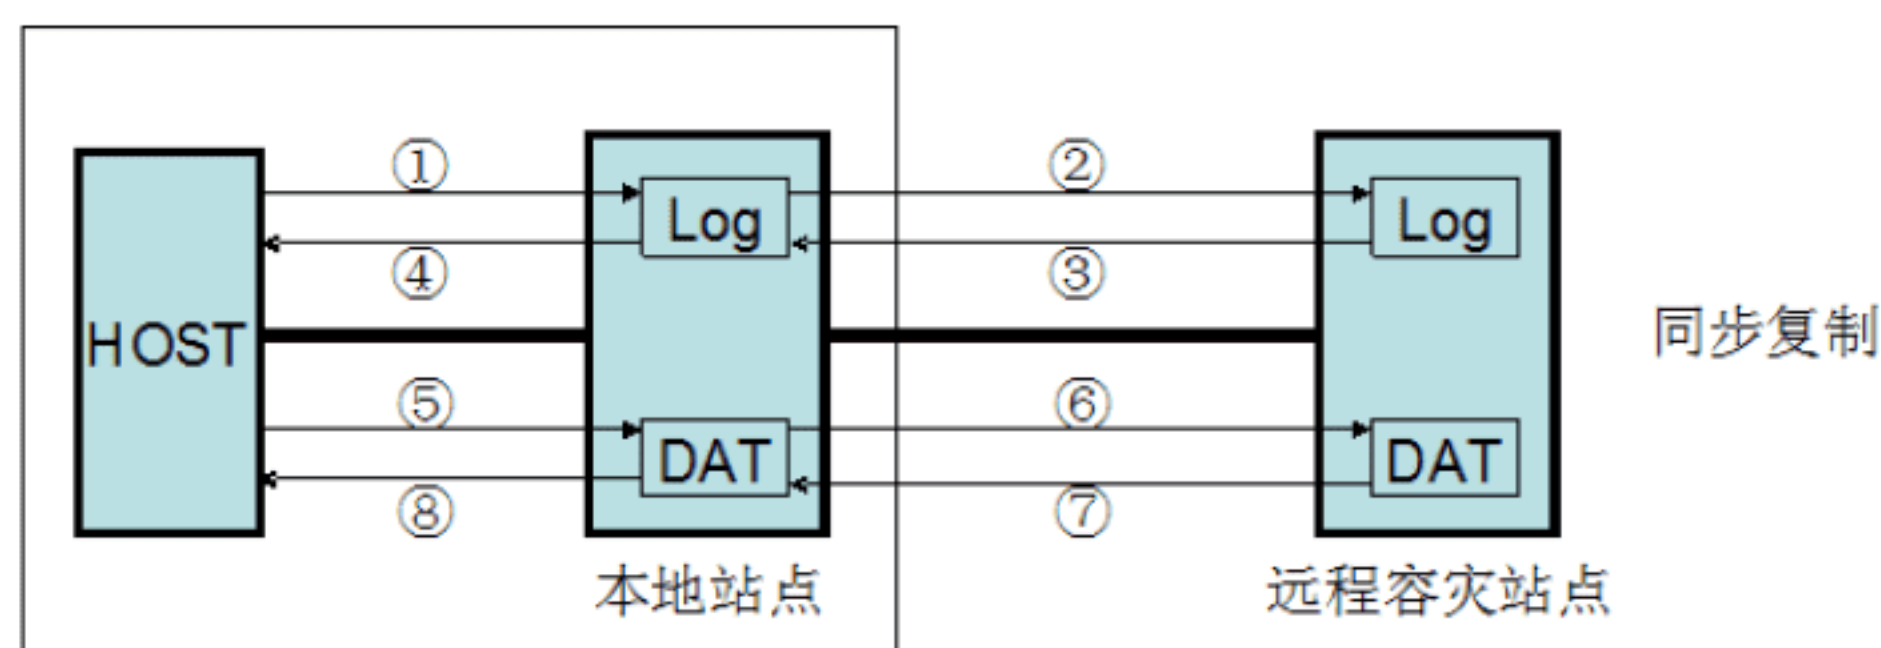 ① ②
Log Log
④ ③
HOST 同步复制
⑤ ⑥
DAT DAT
⑧ ⑦
本地站点 远程容灾站点